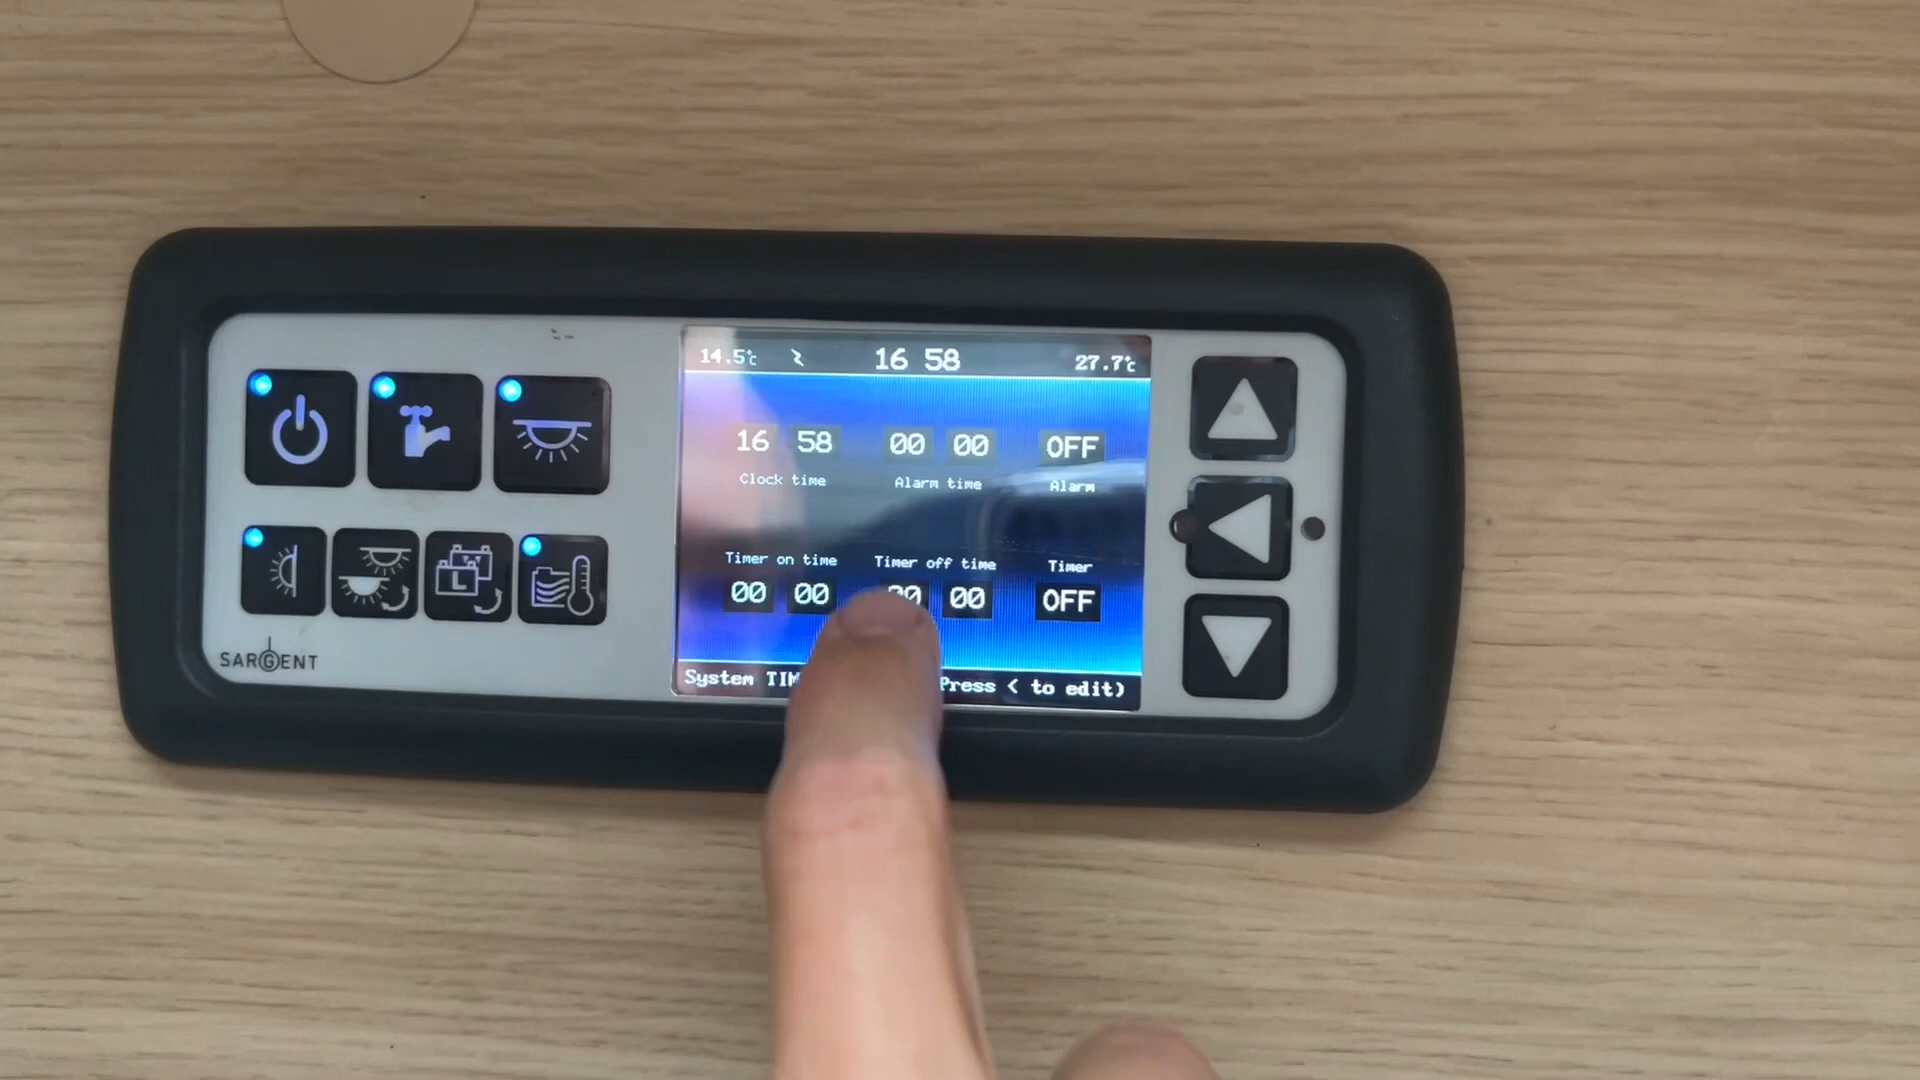 14.5°c 16 58 27.7°c
16 58 00 00 OFF
Clock time Alarm time Alarm
Timer on time Timer off time Timer
00 00 00 00 OFF
System Press < to edit)
SARGENT
L